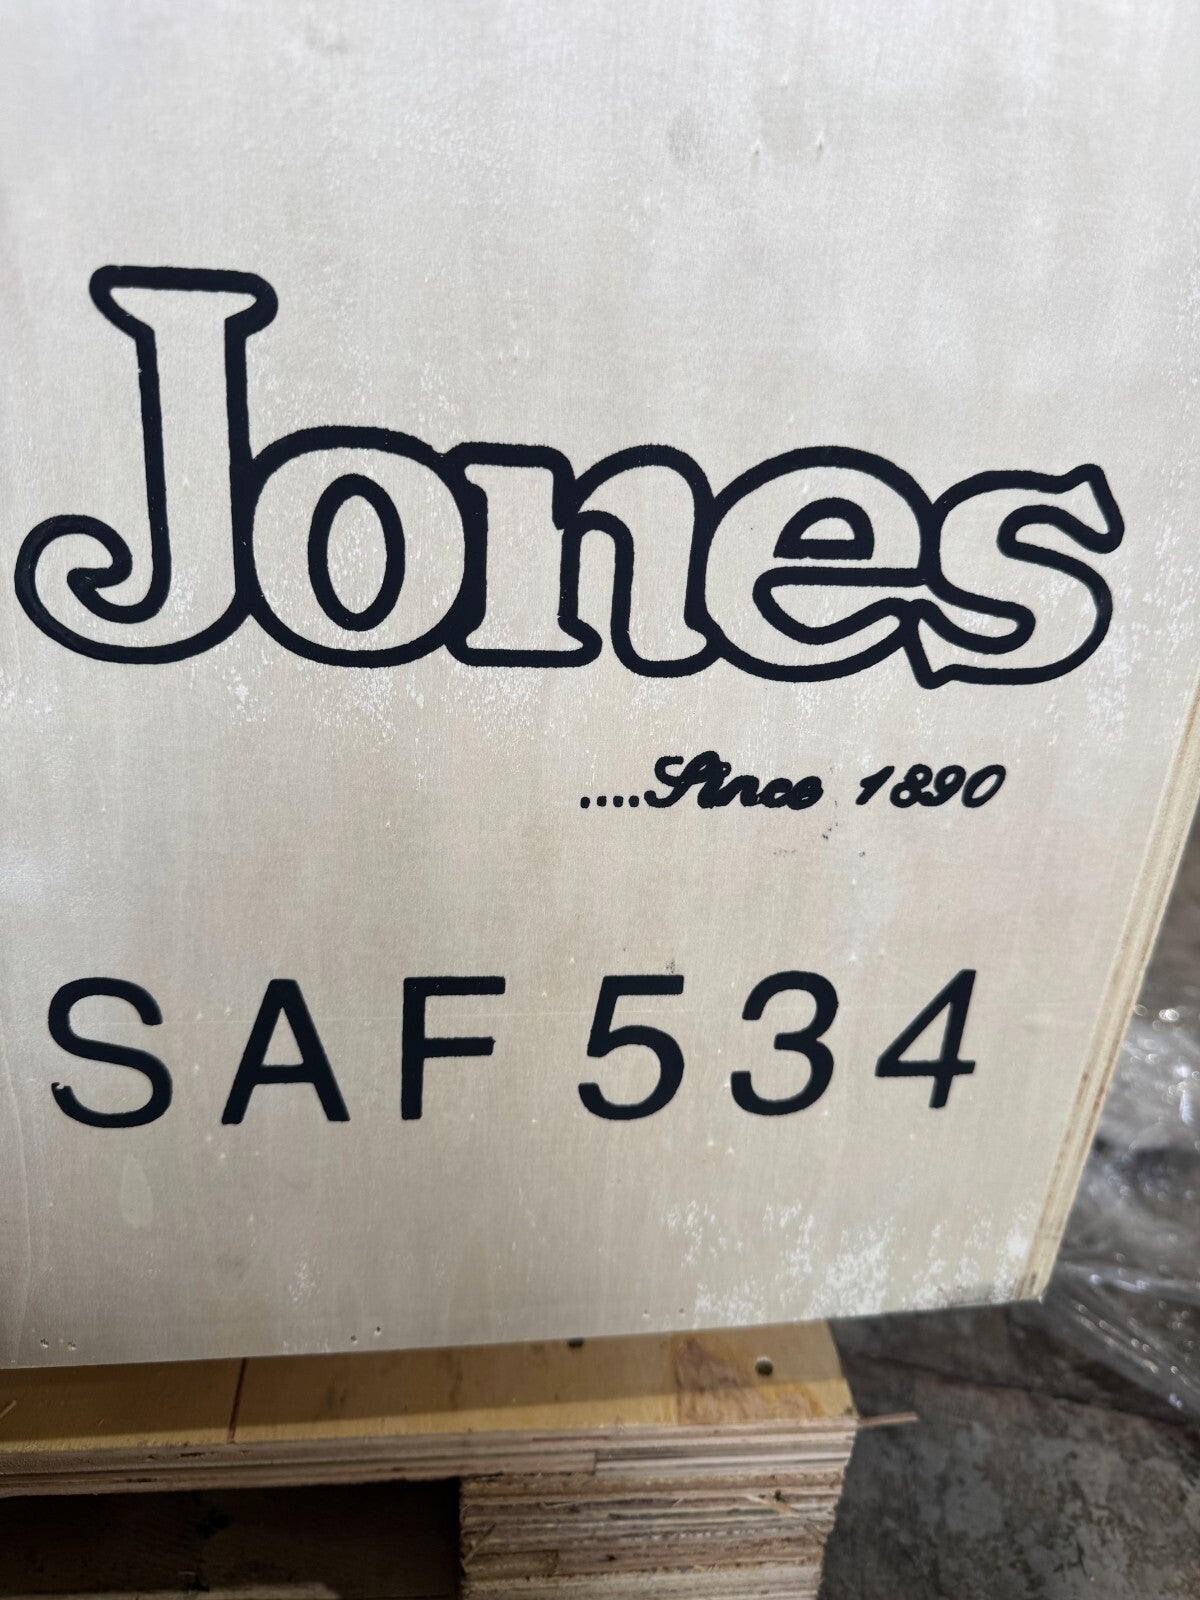 Jones
....Since 1890
SAF 534